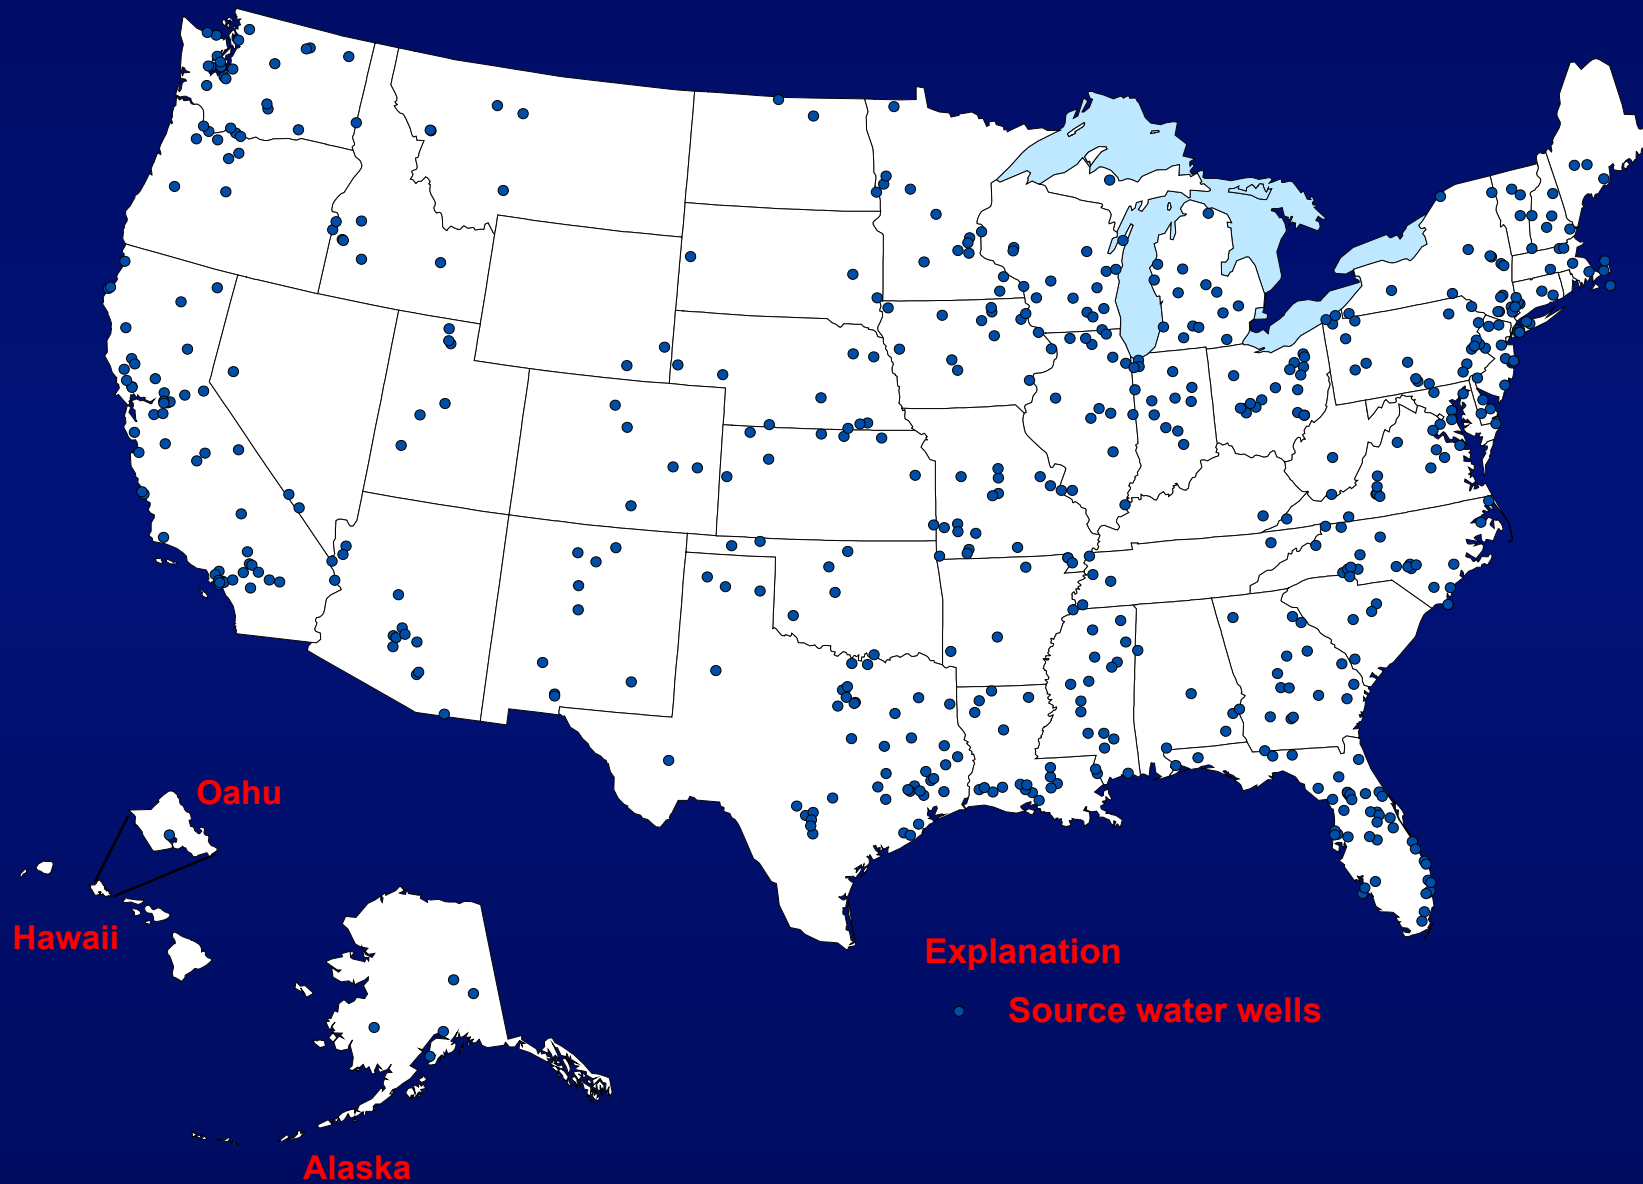 Oahu
Hawaii
Explanation
Source water wells
Alaska